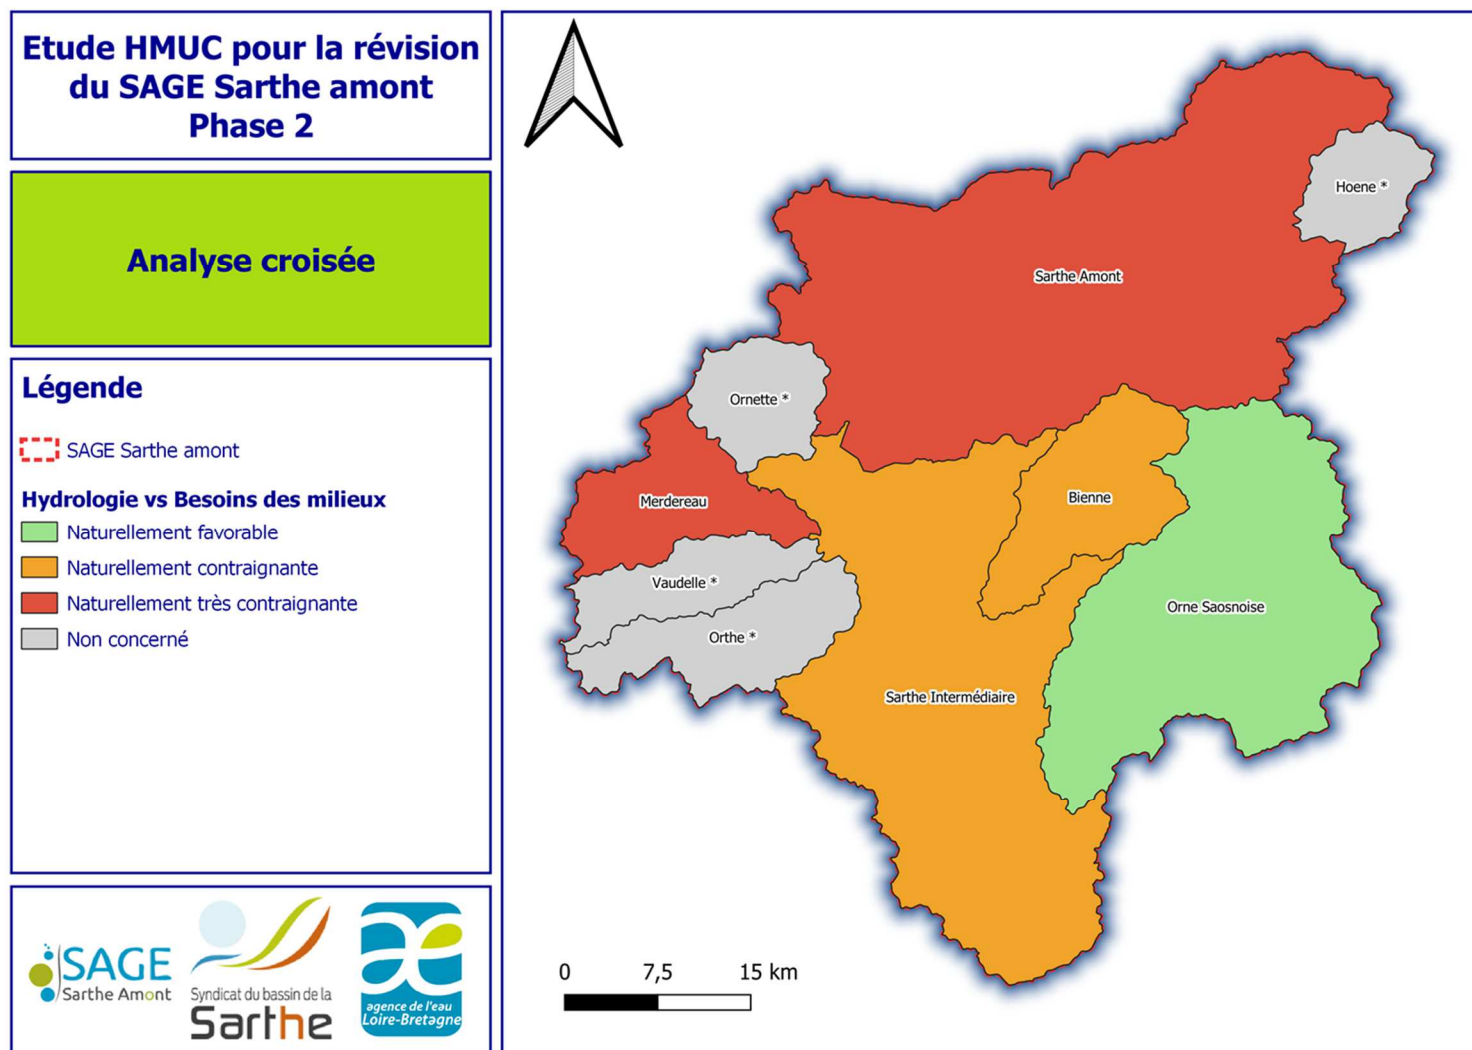 Etude HMUC pour la révision
du SAGE Sarthe amont
Phase 2
Analyse croisée
Légende
SAGE Sarthe amont
Hydrologie vs Besoins des milieux
Naturellement favorable
Naturellement contraignante
Naturellement très contraignante
Non concerné
SAGE
Sarthe Amont
Syndicat du bassin de la
Sarthe
agence de l'eau
Loire-Bretagne
Hoene *
Sarthe Amont
Ornette *
Merdereau
Bienne
Vaudelle *
Orne Saosnoise
Orthe *
Sarthe Intermédiaire
0 7,5 15 km